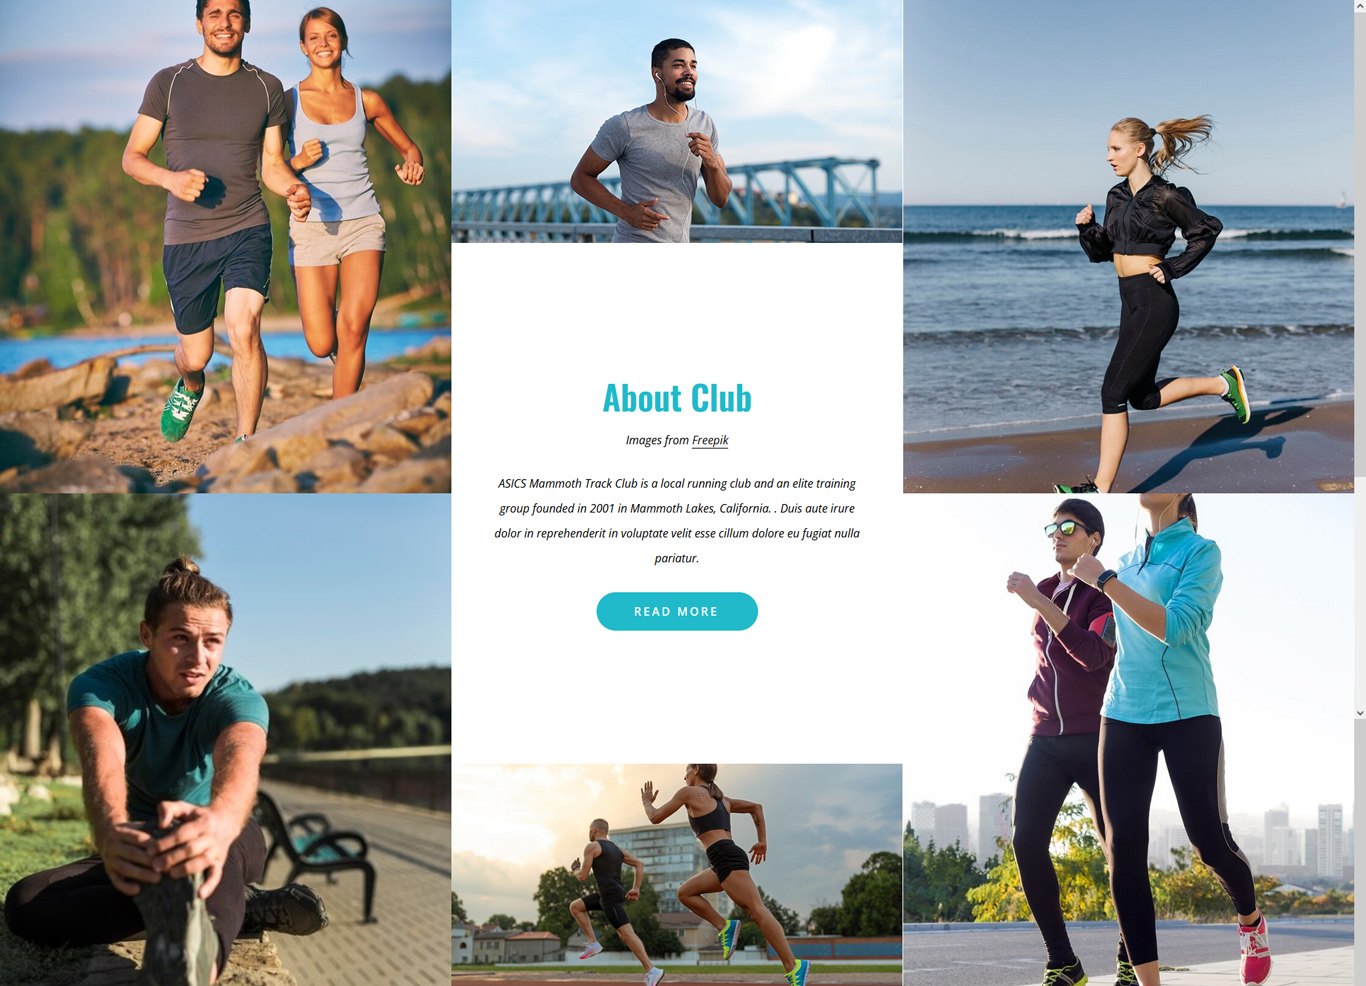 About Club
Images from Freepik
ASICS Mammoth Track Club is a local running club and an elite training
group founded in 2001 in Mammoth Lakes, California. . Duis aute irure
dolor in reprehenderit in voluptate velit esse cillum dolore eu fugiat nulla
pariatur.
READ MORE